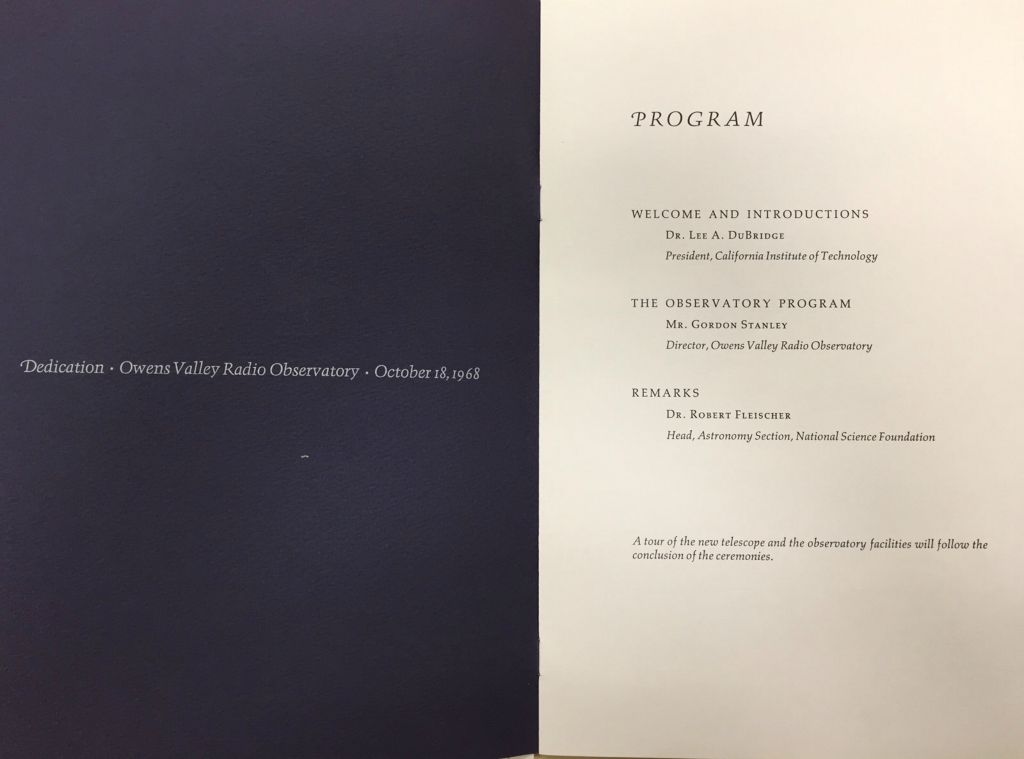 Dedication · Owens Valley Radio Observatory · October 18, 1968
PROGRAM
WELCOME AND INTRODUCTIONS
Dr. Lee A. DuBridge
President, California Institute of Technology
THE OBSERVATORY PROGRAM
Mr. Gordon Stanley
Director, Owens Valley Radio Observatory
REMARKS
Dr. Robert Fleischer
Head, Astronomy Section, National Science Foundation
A tour of the new telescope and the observatory facilities will follow the
conclusion of the ceremonies.